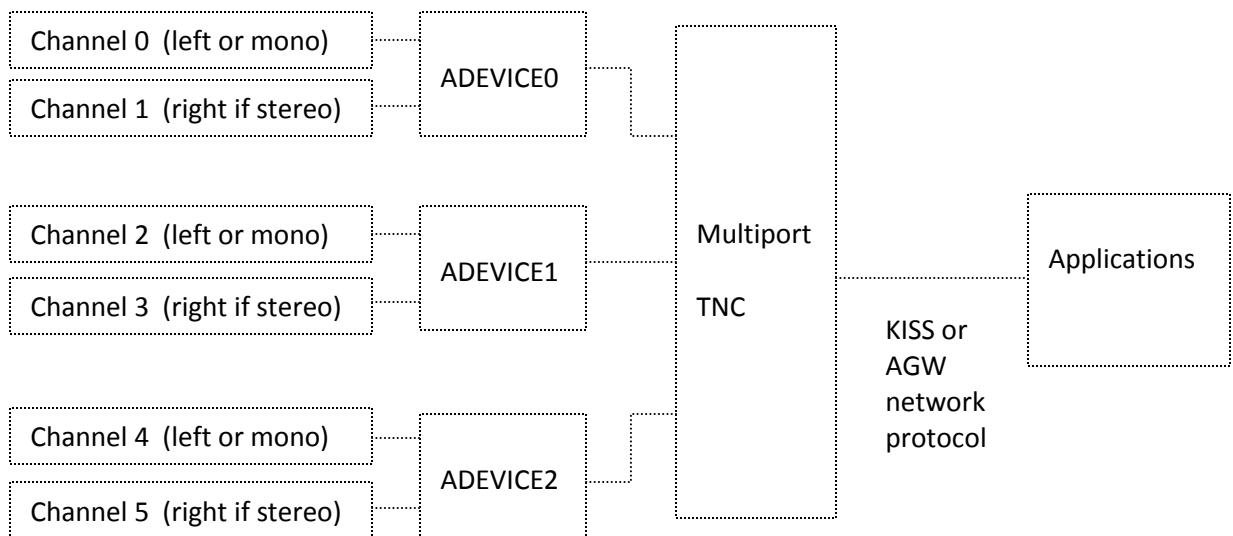 Channel 0  (left or mono)
Channel 1  (right if stereo)
ADEVICE0
Channel 2  (left or mono)
Channel 3  (right if stereo)
ADEVICE1
Channel 4  (left or mono)
Channel 5  (right if stereo)
ADEVICE2
Multiport
TNC
KISS or
AGW
network
protocol
Applications